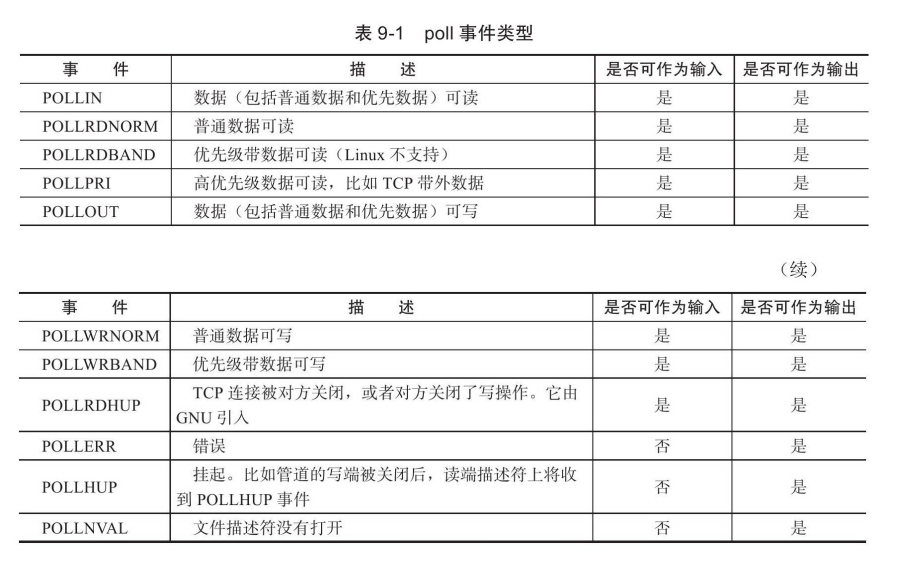 表 9-1 poll 事件类型
事 件 描 述 是否可作为输入 是否可作为输出
POLLIN 数据（包括普通数据和优先数据）可读 是 是
POLLRDNORM 普通数据可读 是 是
POLLRDBAND 优先级带数据可读（Linux 不支持） 是 是
POLLPRI 高优先级数据可读，比如 TCP 带外数据 是 是
POLLOUT 数据（包括普通数据和优先数据）可写 是 是
（续）
事 件 描 述 是否可作为输入 是否可作为输出
POLLWRNORM 普通数据可写 是 是
POLLWRBAND 优先级带数据可写 是 是
POLLRDHUP TCP 连接被对方关闭，或者对方关闭了写操作。它由 是 是
GNU 引入
POLLERR 错误 否 是
POLLHUP 挂起。比如管道的写端被关闭后，读端描述符上将收 否 是
到 POLLHUP 事件
POLLNVAL 文件描述符没有打开 否 是